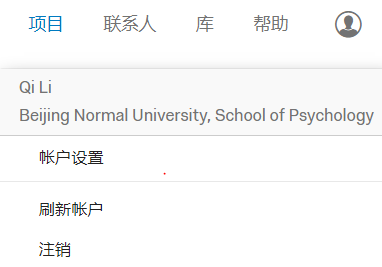 项目 联系人 库 帮助
Qi Li
Beijing Normal University, School of Psychology
帐户设置
刷新帐户
注销